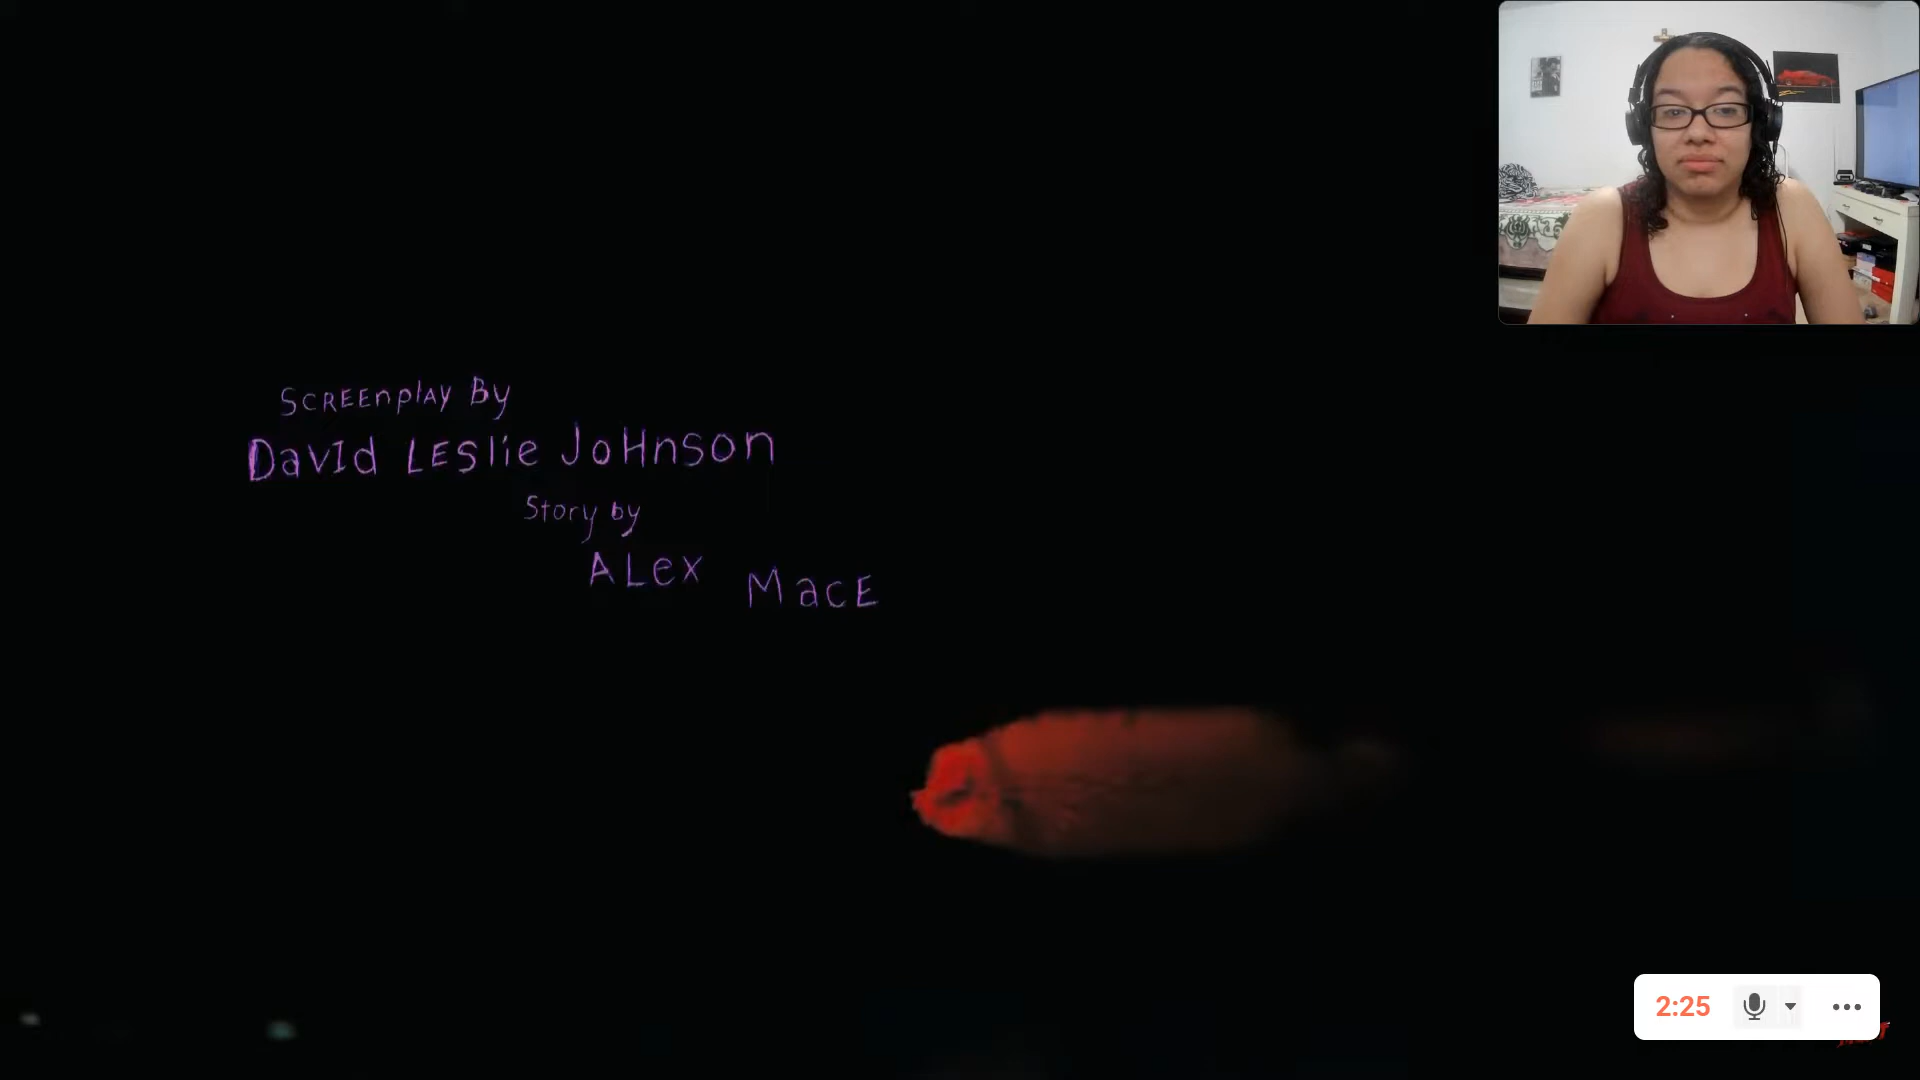 SCREEnplAY By
DavId LESlie JoHnson
Story by
ALex MacE
2:25